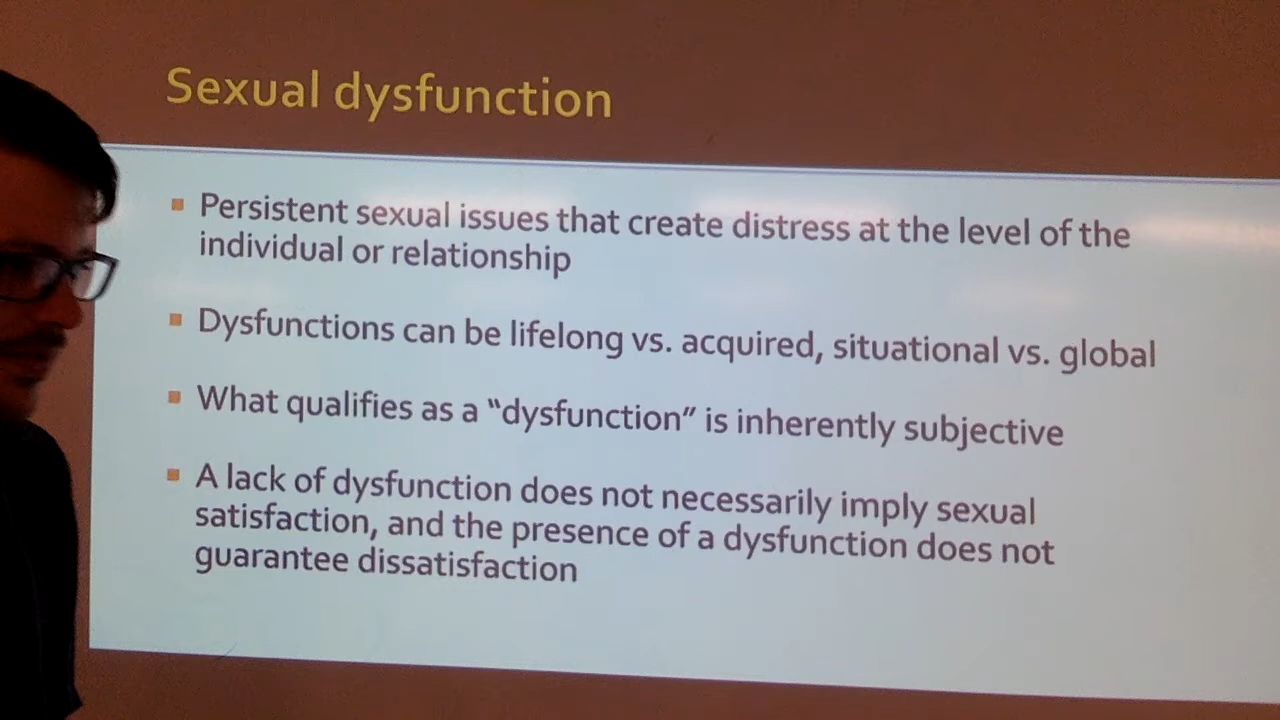 Sexual dysfunction
Persistent sexual issues that create distress at the level of the
individual or relationship
Dysfunctions can be lifelong vs. acquired, situational vs. global
What qualifies as a “dysfunction” is inherently subjective
A lack of dysfunction does not necessarily imply sexual
satisfaction, and the presence of a dysfunction does not
guarantee dissatisfaction